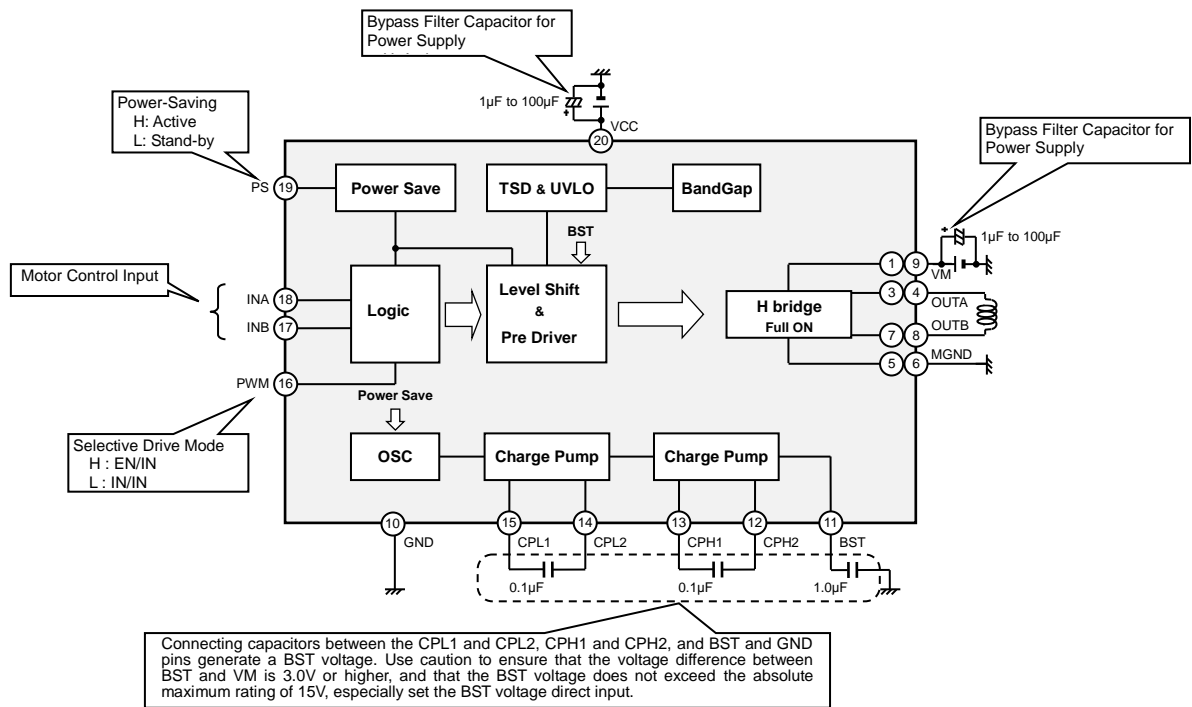 Bypass Filter Capacitor for
Power Supply
1µF to 100µF
+
VCC
20
Power-Saving
H: Active
L: Stand-by
Bypass Filter Capacitor for
Power Supply
PS 19
Power Save
TSD & UVLO
BandGap
BST
+
1µF to 100µF
1 9
VM
Motor Control Input
INA 18
INB 17
Logic
Level Shift
&
Pre Driver
H bridge
Full ON
3 4
OUTA
OUTB
7 8
MGND
5 6
PWM 16
Power Save
Selective Drive Mode
H : EN/IN
L : IN/IN
OSC
Charge Pump
Charge Pump
10 15 14 13 12 11
GND CPL1 CPL2 CPH1 CPH2 BST
0.1µF 0.1µF 1.0µF
Connecting capacitors between the CPL1 and CPL2, CPH1 and CPH2, and BST and GND
pins generate a BST voltage. Use caution to ensure that the voltage difference between
BST and VM is 3.0V or higher, and that the BST voltage does not exceed the absolute
maximum rating of 15V, especially set the BST voltage direct input.